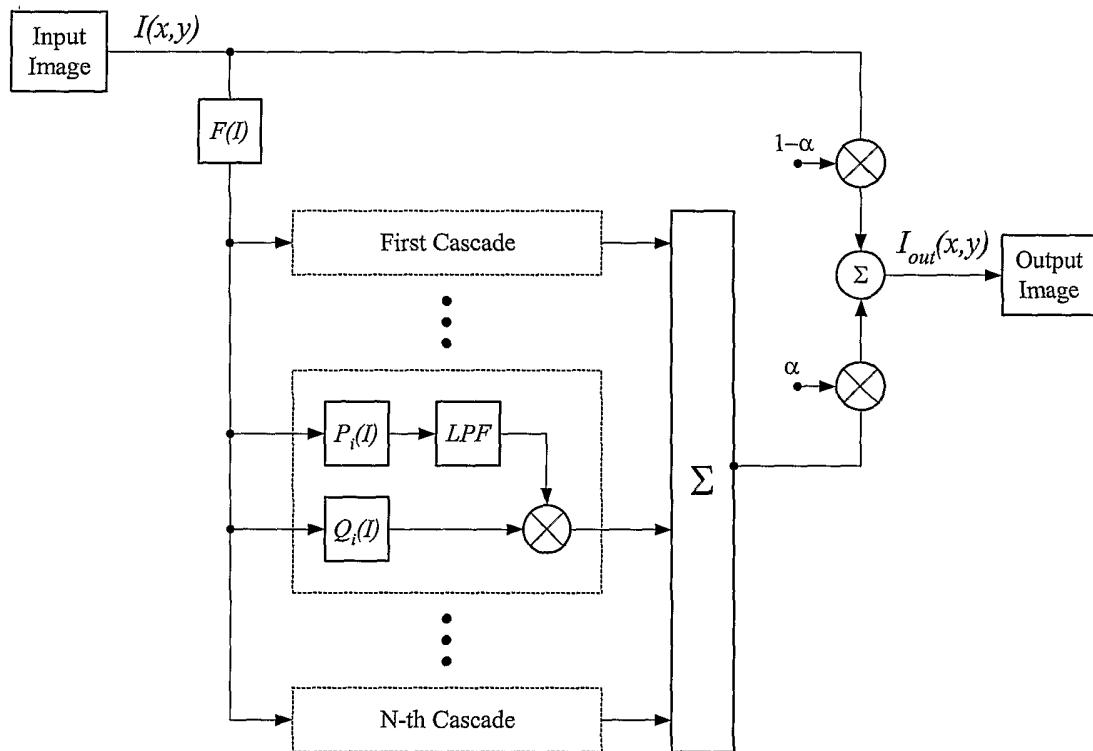 Input
Image
I(x,y)
F(I)
1−α
First Cascade
Σ
I_out(x,y)
Output
Image
α
P_i(I)
LPF
Σ
Q_i(I)
N-th Cascade